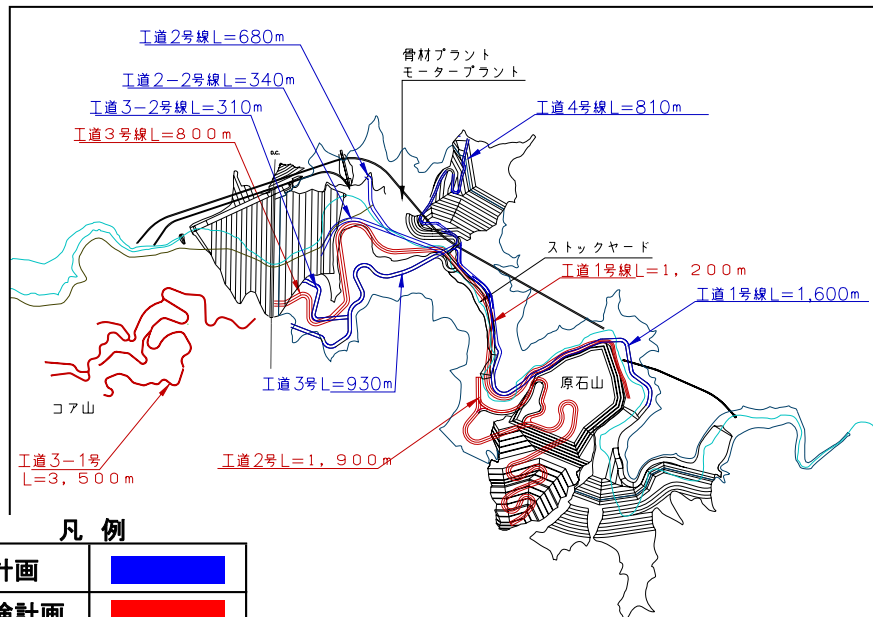 工道2号線L=680m
骨材プラント
モータープラント
工道2-2号線L=340m
工道3-2号線L=310m
工道4号線L=810m
工道3号線L=800m
D.C.
ストックヤード
工道1号線L=1,200m
工道1号線L=1,600m
工道3号L=930m
原石山
コア山
工道3-1号
L=3,500m
工道2号L=1,900m
凡 例
計画
計画